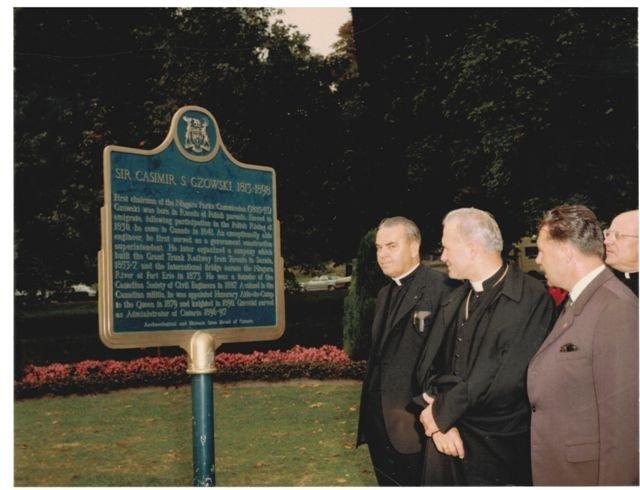 SIR CASIMIR S. GZOWSKI 1813-1898
First chairman of the Niagara Parks Commission (1885-93)
Gzowski was born in Russia of Polish parents. Forced to
emigrate, following participation in the Polish Rising of
1830, he came to Canada in 1841. An exceptionally able
engineer, he first served as a government construction
superintendent. He later organized a company which
built the Grand Trunk Railway from Toronto to Sarnia,
1853-7 and the International Bridge across the Niagara
River at Fort Erie in 1873. He was a founder of the
Canadian Society of Civil Engineers in 1887. A colonel in the
Canadian militia, he was appointed Honorary Aide-de-Camp
to the Queen in 1879 and knighted in 1890. Gzowski served
as Administrator of Ontario 1896-97
Archaeological and Historic Sites Board of Ontario